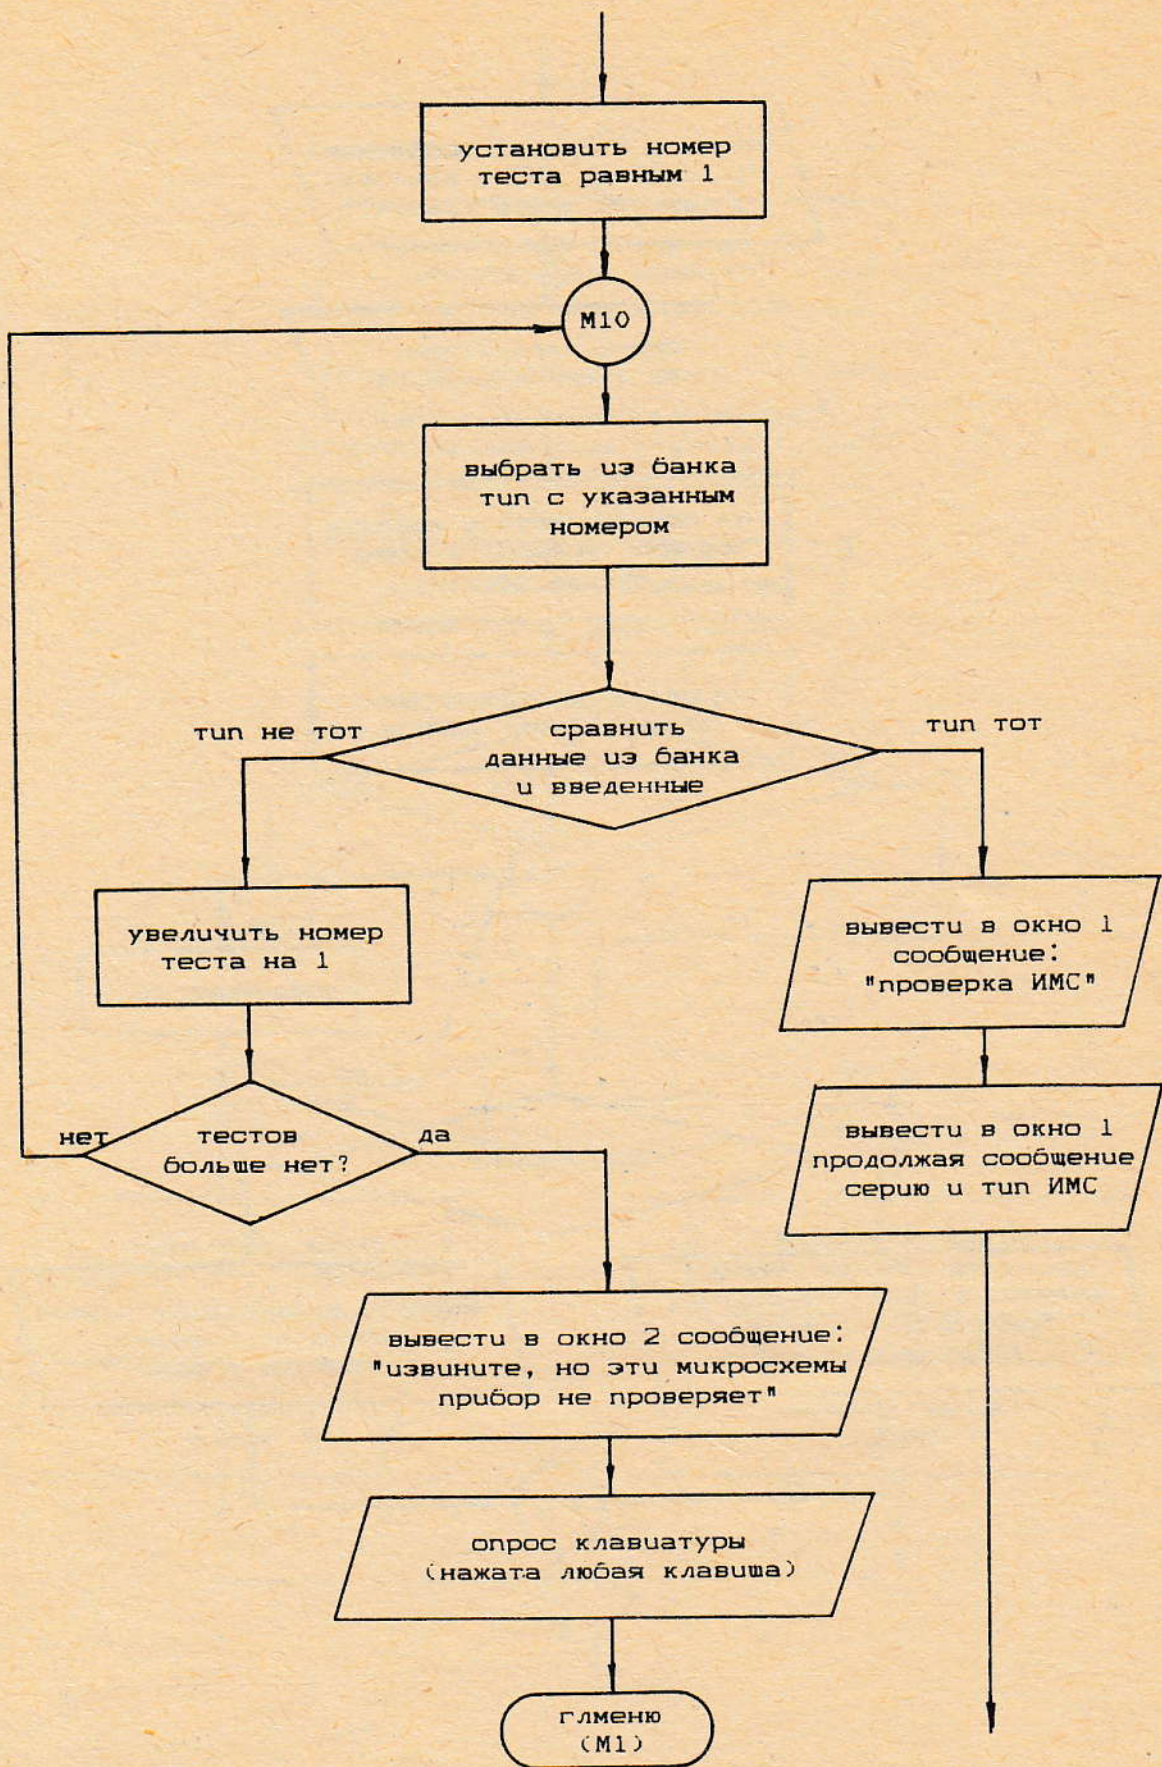 установить номер
теста равным 1
М10
выбрать из банка
тип с указанным
номером
тип не тот
сравнить
данные из банка
и введенные
тип тот
увеличить номер
теста на 1
вывести в окно 1
сообщение:
"проверка ИМС"
нет
тестов
больше нет?
да
вывести в окно 1
продолжая сообщение
серию и тип ИМС
вывести в окно 2 сообщение:
"извините, но эти микросхемы
прибор не проверяет"
опрос клавиатуры
(нажата любая клавиша)
глменю
(М1)